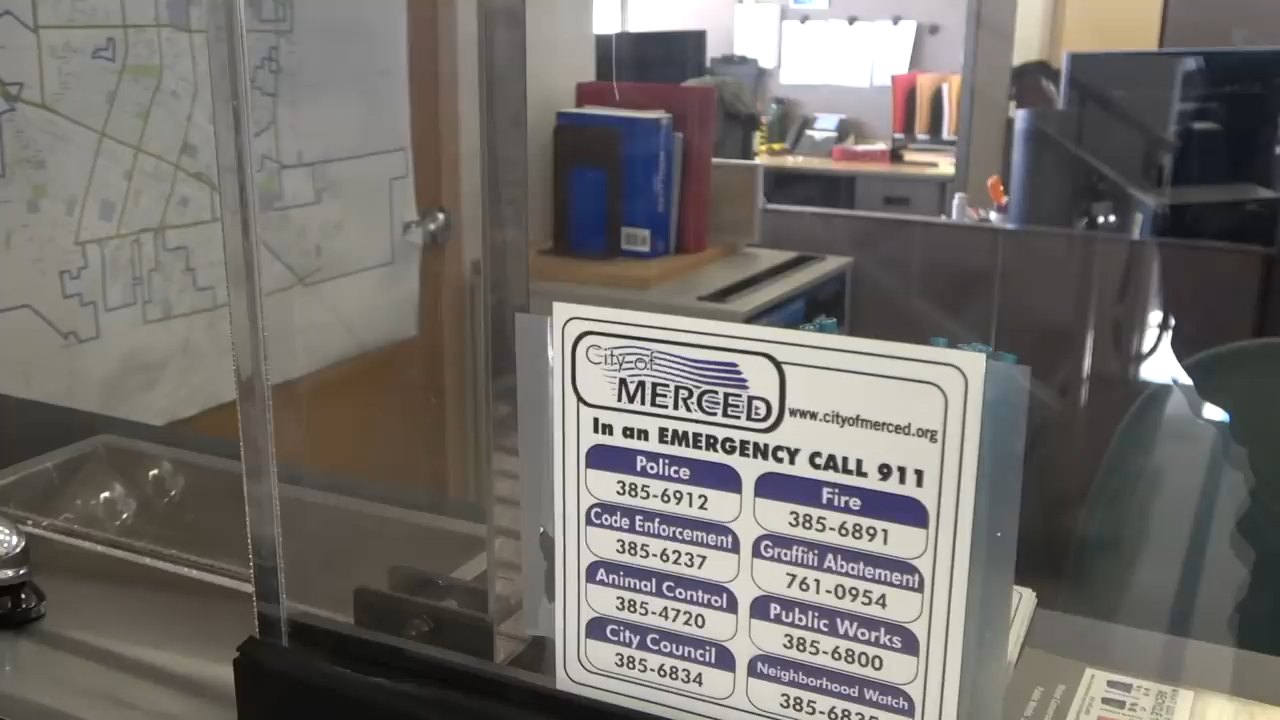 City of
MERCED
www.cityofmerced.org
In an EMERGENCY CALL 911
Police
385-6912
Fire
385-6891
Code Enforcement
385-6237
Graffiti Abatement
761-0954
Animal Control
385-4720
Public Works
385-6800
City Council
385-6834
Neighborhood Watch
385-6835